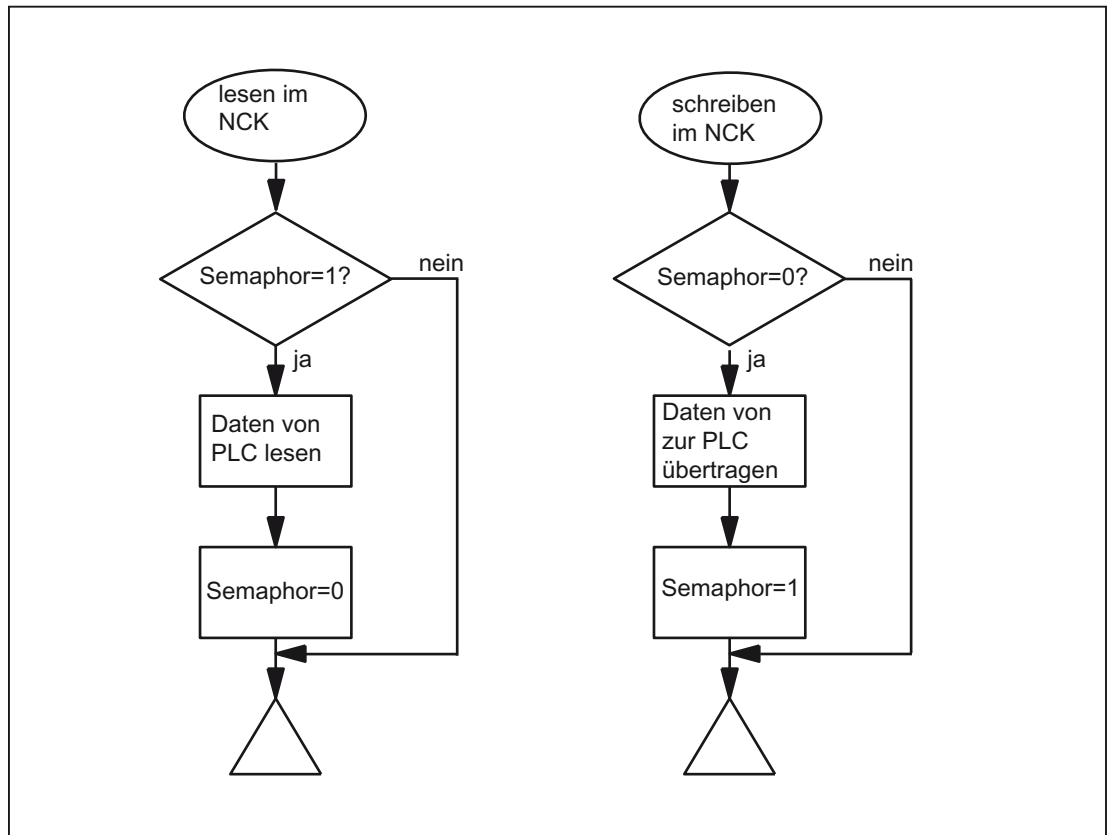 lesen im
NCK
Semaphor=1?
nein
ja
Daten von
PLC lesen
Semaphor=0
schreiben
im NCK
Semaphor=0?
nein
ja
Daten von
zur PLC
übertragen
Semaphor=1